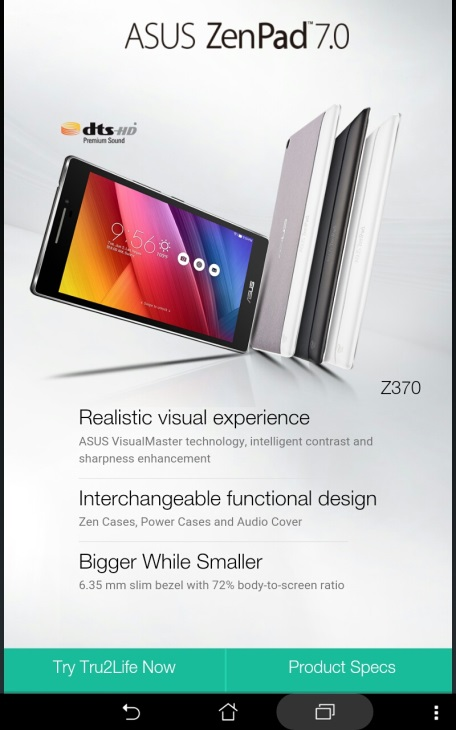 ASUS ZenPad™ 7.0
dts-HD
Premium Sound
9:56
ASUS
Z370
Realistic visual experience
ASUS VisualMaster technology, intelligent contrast and
sharpness enhancement
Interchangeable functional design
Zen Cases, Power Cases and Audio Cover
Bigger While Smaller
6.35 mm slim bezel with 72% body-to-screen ratio
Try Tru2Life Now
Product Specs